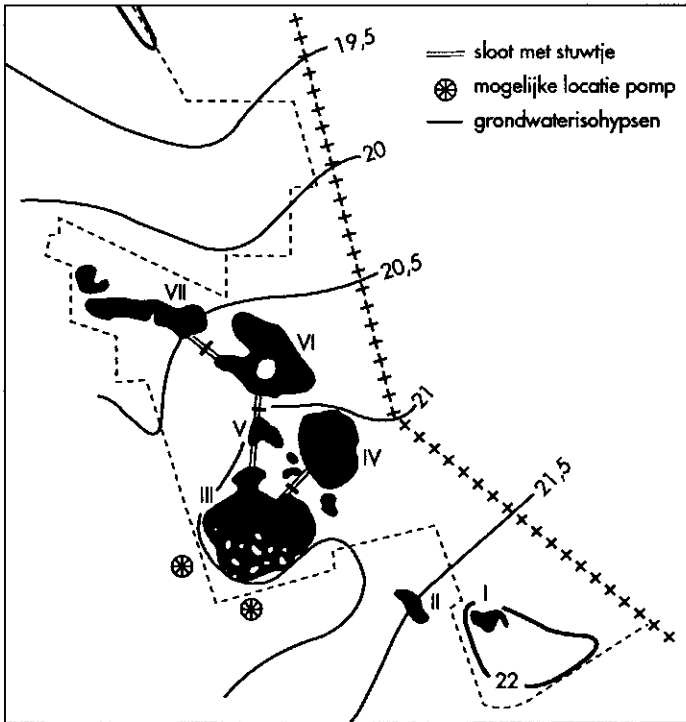 19,5
sloot met stuwtje
mogelijke locatie pomp
grondwaterisohypsen
20
20,5
VII
VI
21
V
IV
III
21,5
I
II
22